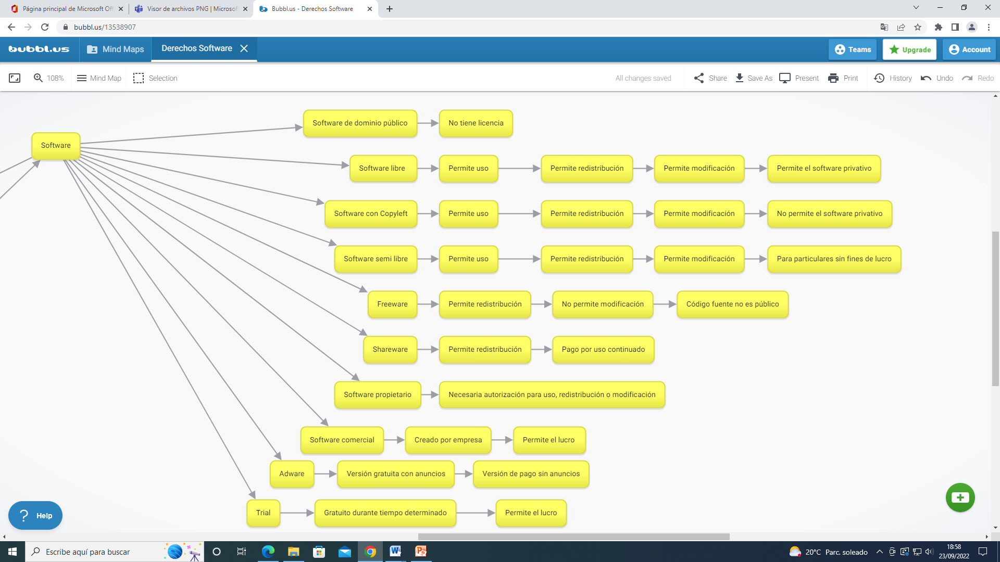 Página principal de Microsoft Off
Visor de archivos PNG | Microsoft
Bubbl.us - Derechos Software
bubbl.us/13538907
bubbl.us
Mind Maps
Derechos Software
Teams
Upgrade
Account
108%
Mind Map
Selection
All changes saved
Share
Save As
Present
Print
History
Undo
Redo
Software
Software de dominio público
No tiene licencia
Software libre
Permite uso
Permite redistribución
Permite modificación
Permite el software privativo
Software con Copyleft
Permite uso
Permite redistribución
Permite modificación
No permite el software privativo
Software semi libre
Permite uso
Permite redistribución
Permite modificación
Para particulares sin fines de lucro
Freeware
Permite redistribución
No permite modificación
Código fuente no es público
Shareware
Permite redistribución
Pago por uso continuado
Software propietario
Necesaria autorización para uso, redistribución o modificación
Software comercial
Creado por empresa
Permite el lucro
Adware
Versión gratuita con anuncios
Versión de pago sin anuncios
Trial
Gratuito durante tiempo determinado
Permite el lucro
Help
Escribe aquí para buscar
20°C Parc. soleado
18:58
23/09/2022